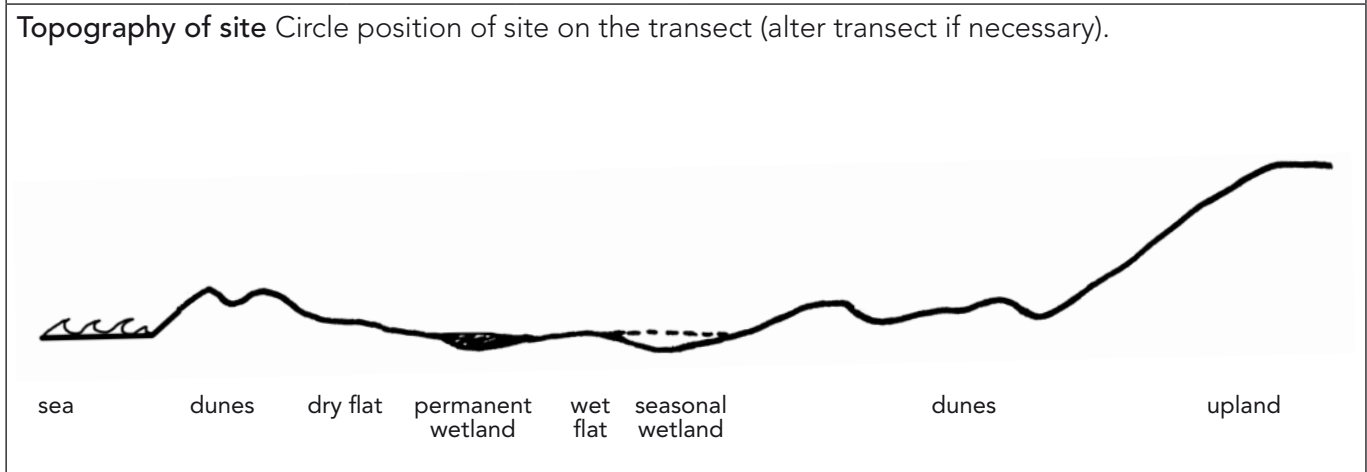 Topography of site Circle position of site on the transect (alter transect if necessary).
sea dunes dry flat permanent wetland wet flat seasonal wetland dunes upland